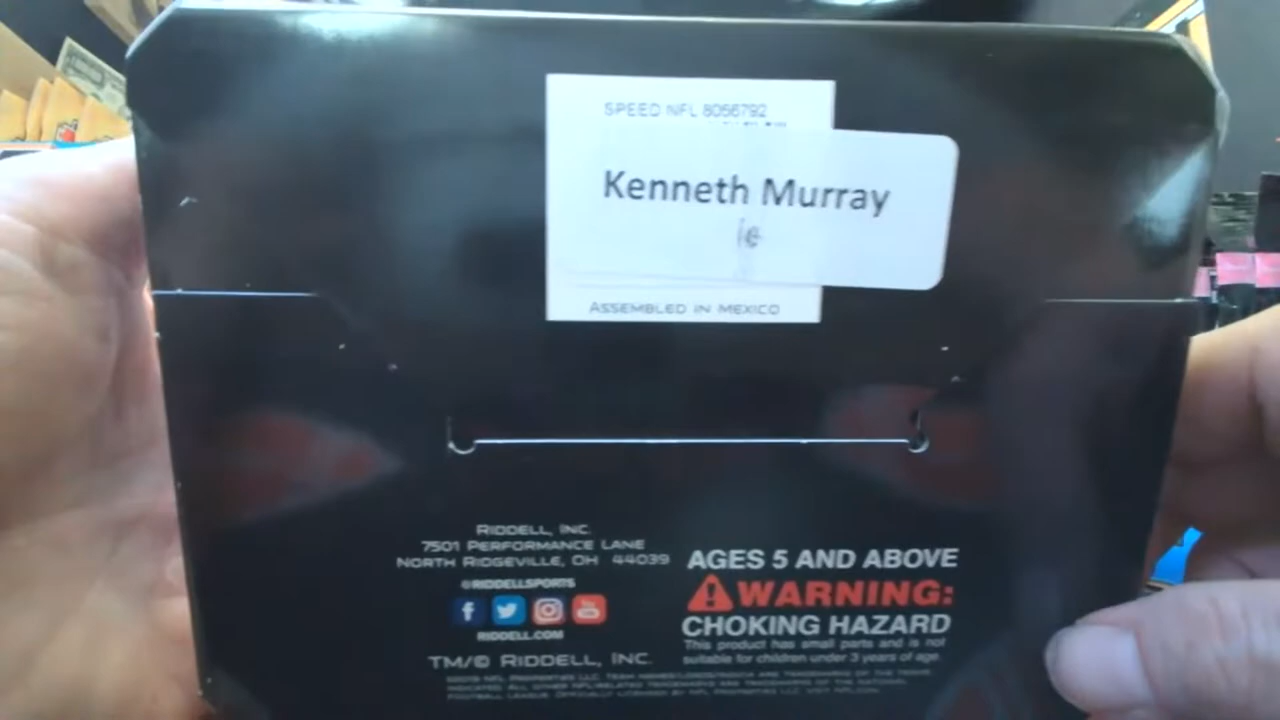 SPEED NFL 8056792
Kenneth Murray
ie
ASSEMBLED IN MEXICO
RIDDELL, INC.
7501 PERFORMANCE LANE
NORTH RIDGEVILLE, OH 44039
@RIDDELLSPORTS
RIDDELL.COM
TM/© RIDDELL, INC.
AGES 5 AND ABOVE
WARNING:
CHOKING HAZARD
This product has small parts and is not
suitable for children under 3 years of age.